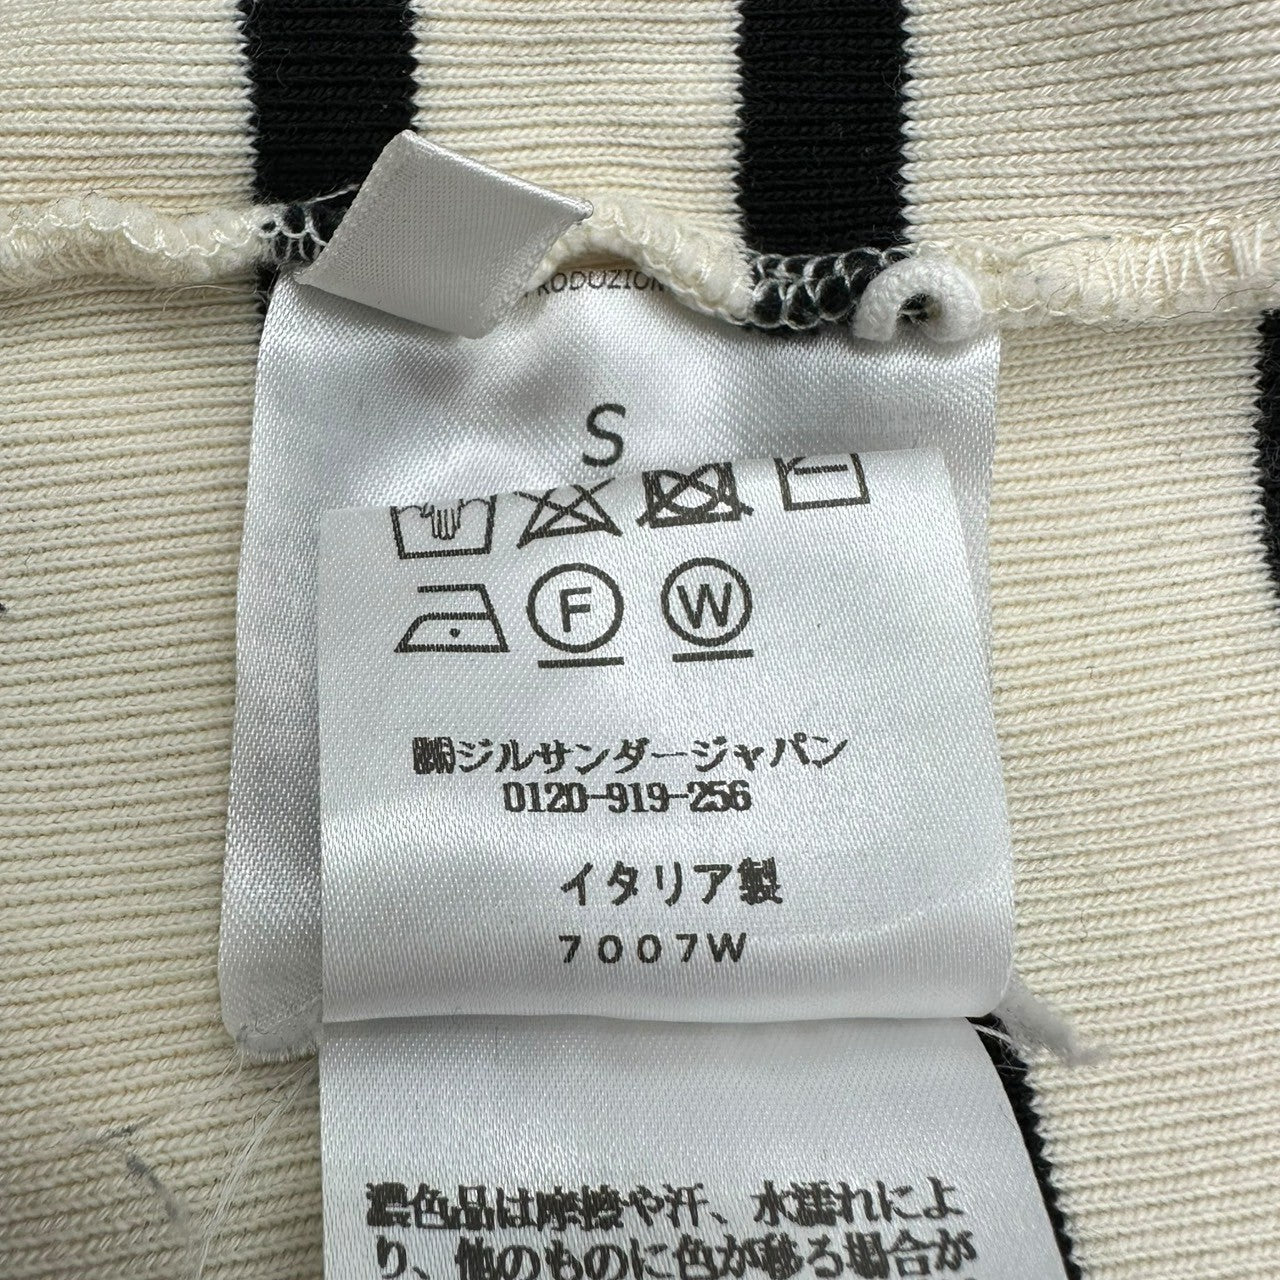 PRODUZION
S
F W
㈱ジルサンダージャパン
0120-919-256
イタリア製
7007W
濃色品は摩擦や汗、水濡れによ
り、他のものに色が移る場合が